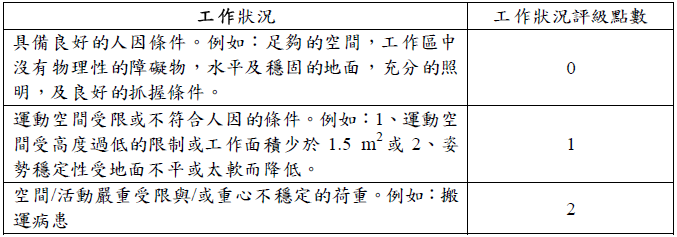 工作狀況 工作狀況評級點數
具備良好的人因條件。例如：足夠的空間，工作區中
沒有物理性的障礙物，水平及穩固的地面，充分的照
明，及良好的抓握條件。
0
運動空間受限或不符合人因的條件。例如：1、運動空
間受高度過低的限制或工作面積少於 1.5 m² 或 2、姿
勢穩定性受地面不平或太軟而降低。
1
空間/活動嚴重受限與/或重心不穩定的荷重。例如：搬
運病患
2